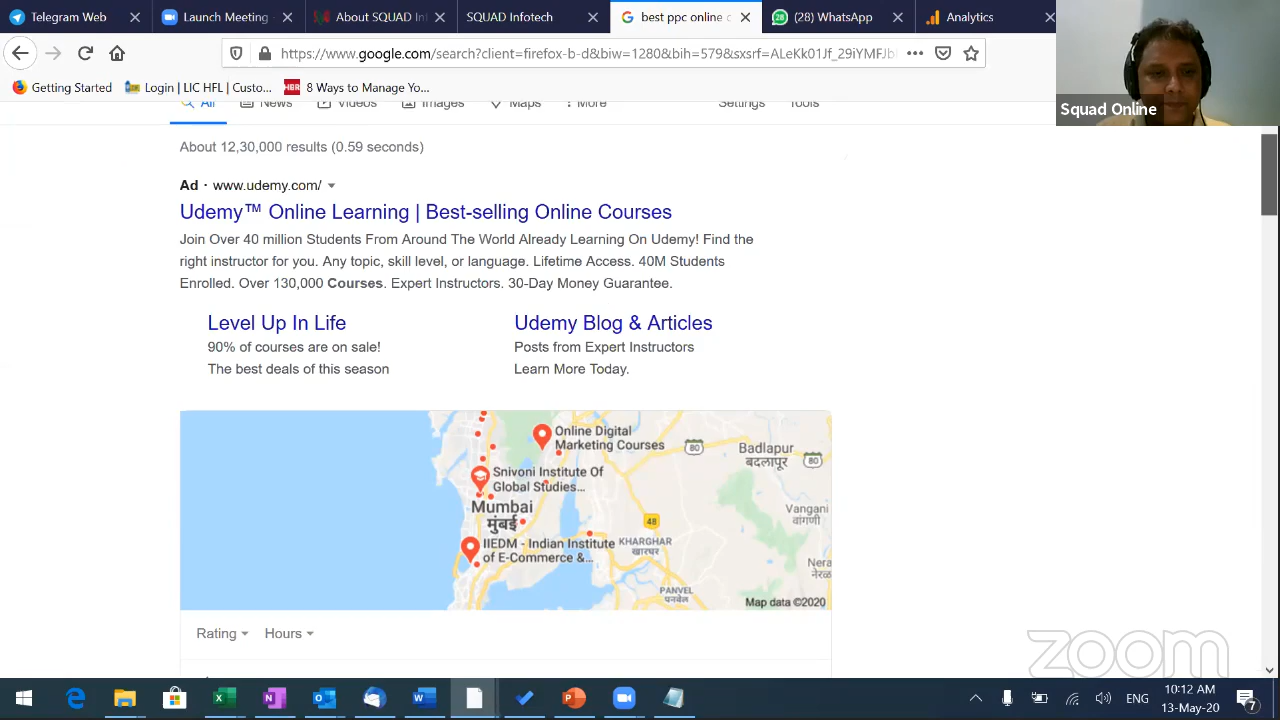 Telegram Web
Launch Meeting
About SQUAD In
SQUAD Infotech
best ppc online c
(28) WhatsApp
Analytics
https://www.google.com/search?client=firefox-b-d&biw=1280&bih=579&sxsrf=ALeKk01Jf_29iYMFJb
Getting Started
Login | LIC HFL | Custo...
HBR
8 Ways to Manage Yo...
Squad Online
All
News
Videos
Images
Maps
More
Settings
Tools
About 12,30,000 results (0.59 seconds)
Ad · www.udemy.com/
Udemy™ Online Learning | Best-selling Online Courses
Join Over 40 million Students From Around The World Already Learning On Udemy! Find the
right instructor for you. Any topic, skill level, or language. Lifetime Access. 40M Students
Enrolled. Over 130,000 Courses. Expert Instructors. 30-Day Money Guarantee.
Level Up In Life
90% of courses are on sale!
The best deals of this season
Udemy Blog & Articles
Posts from Expert Instructors
Learn More Today.
Online Digital
Marketing Courses
80
Badlapur
बदलापूर
80
Snivoni Institute Of
Global Studies...
Mumbai
मुंबई
48
Vangani
वांगणी
IIEDM - Indian Institute
of E-Commerce &...
KHARGHAR
खारघर
Nera
नेरळ
PANVEL
पनवेल
Map data ©2020
Rating
Hours
zoom
ENG
10:12 AM
13-May-20
7